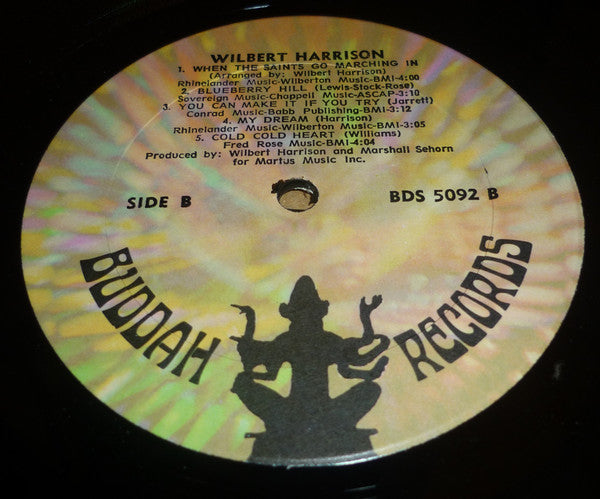 WILBERT HARRISON
1. WHEN THE SAINTS GO MARCHING IN
(Arranged by: Wilbert Harrison)
Rhinelander Music-Wilberton Music-BMI-4:00
2. BLUEBERRY HILL (Lewis-Stock-Rose)
Sovereign Music-Chappell Music-ASCAP-3:10
3. YOU CAN MAKE IT IF YOU TRY (Jarrett)
Conrad Music-Babb Publishing-BMI-3:12
4. MY DREAM (Harrison)
Rhinelander Music-Wilberton Music-BMI-3:05
5. COLD COLD HEART (Williams)
Fred Rose Music-BMI-4:04
Produced by: Wilbert Harrison and Marshall Sehorn
for Martus Music Inc.
SIDE B
BDS 5092 B
BUDDAH RECORDS